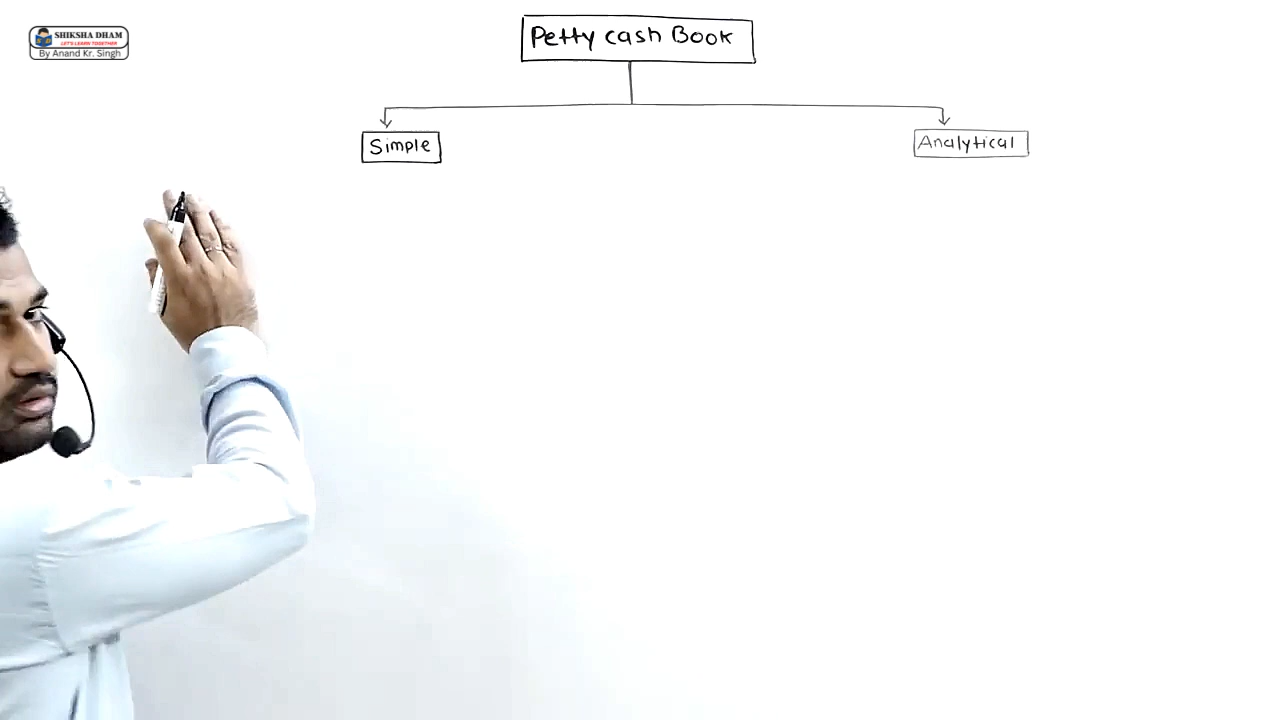 SHIKSHA DHAM
LET'S LEARN TOGETHER
By Anand Kr. Singh
Petty cash Book
Simple
Analytical